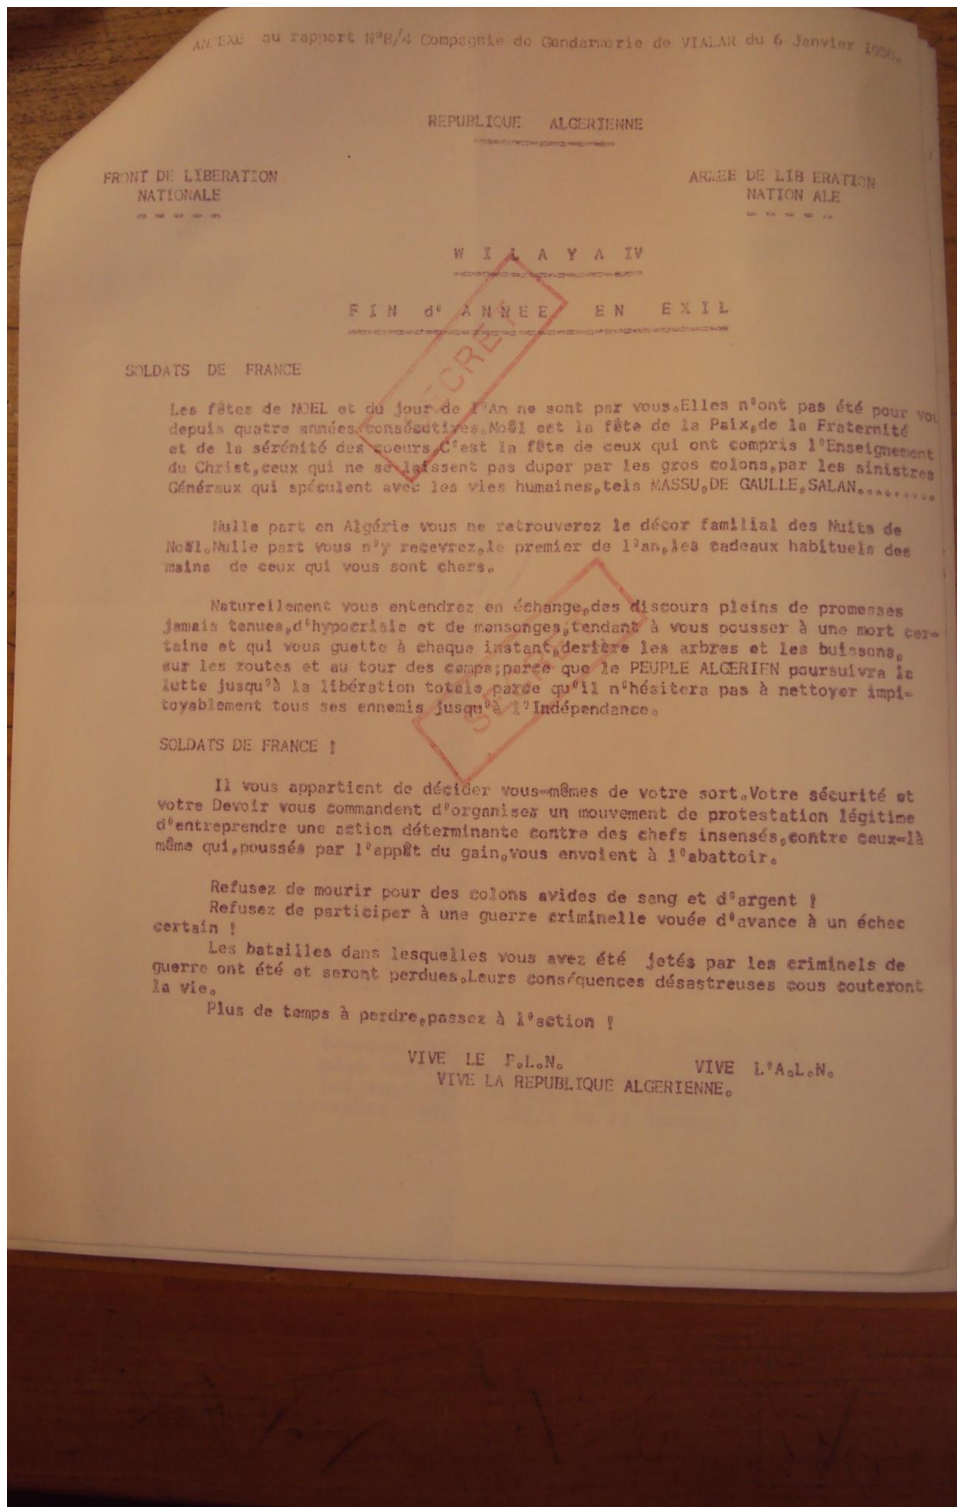 ANNEXE au rapport N°8/4 Compagnie de Gendarmerie de VIALAR du 6 Janvier
REPUBLIQUE ALGERIENNE
FRONT DE LIBERATION
NATIONALE
ARMEE DE LIB ERATION
NATION ALE
W I L A Y A IV
FIN d' ANNEE EN EXIL
SECRET
SOLDATS DE FRANCE
Les fêtes de NOEL et du jour de l'An ne sont par vous.Elles n'ont pas été pour vou
depuis quatre années consécutives.Noël est la fête de la Paix,de la Fraternité
et de la sérénité des coeurs.C'est la fête de ceux qui ont compris l'Enseignement
du Christ,ceux qui ne se laissent pas duper par les gros colons,par les sinistres
Généraux qui spéculent avec les vies humaines,tels MASSU,DE GAULLE,SALAN..........
Nulle part en Algérie vous ne retrouverez le décor familial des Nuits de
Noël.Nulle part vous n'y recevrez,le premier de l'an,les cadeaux habituels des
mains de ceux qui vous sont chers.
Naturellement vous entendrez en échange,des discours pleins de promesses
jamais tenues,d'hypocrisie et de mensonges,tendant à vous pousser à une mort cer-
taine et qui vous guette à chaque instant,derière les arbres et les buissons,
sur les routes et au tour des camps;parce que le PEUPLE ALGERIEN poursuivra la
lutte jusqu'à la libération totale parce qu'il n'hésitera pas à nettoyer impi-
toyablement tous ses ennemis jusqu'à l'Indépendance.
SECRET
SOLDATS DE FRANCE !
Il vous appartient de décider vous-mêmes de votre sort.Votre sécurité et
votre Devoir vous commandent d'organiser un mouvement de protestation légitime
d'entreprendre une action déterminante contre des chefs insensés,contre ceux-là
même qui,poussés par l'appât du gain,vous envoient à l'abattoir.
Refusez de mourir pour des colons avides de sang et d'argent !
Refusez de participer à une guerre criminelle vouée d'avance à un échec
certain !
Les batailles dans lesquelles vous avez été jetés par les criminels de
guerre ont été et seront perdues.Leurs conséquences désastreuses cous couteront
la vie.
Plus de temps à perdre,passez à l'action !
VIVE LE F.L.N. VIVE L'A.L.N.
VIVE LA REPUBLIQUE ALGERIENNE.